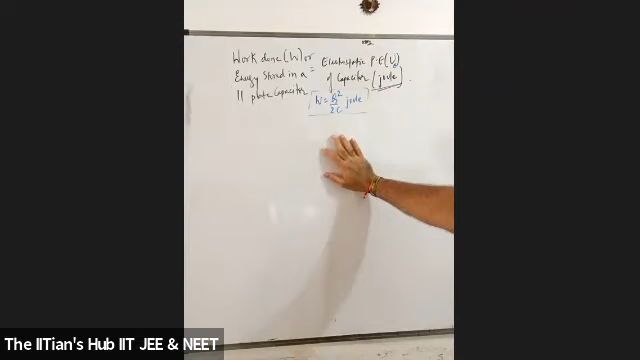 Work done (W) or = Electrostatic P.E (U)
Energy Stored in a of Capacitor (joule)
|| plate Capacitor W = Q²/2C joule
The IITian's Hub IIT JEE & NEET